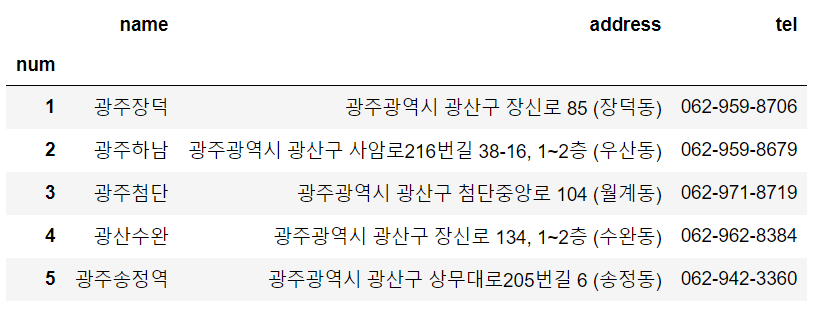 name address tel
num
1 광주장덕 광주광역시 광산구 장신로 85 (장덕동) 062-959-8706
2 광주하남 광주광역시 광산구 사암로216번길 38-16, 1~2층 (우산동) 062-959-8679
3 광주첨단 광주광역시 광산구 첨단중앙로 104 (월계동) 062-971-8719
4 광산수완 광주광역시 광산구 장신로 134, 1~2층 (수완동) 062-962-8384
5 광주송정역 광주광역시 광산구 상무대로205번길 6 (송정동) 062-942-3360